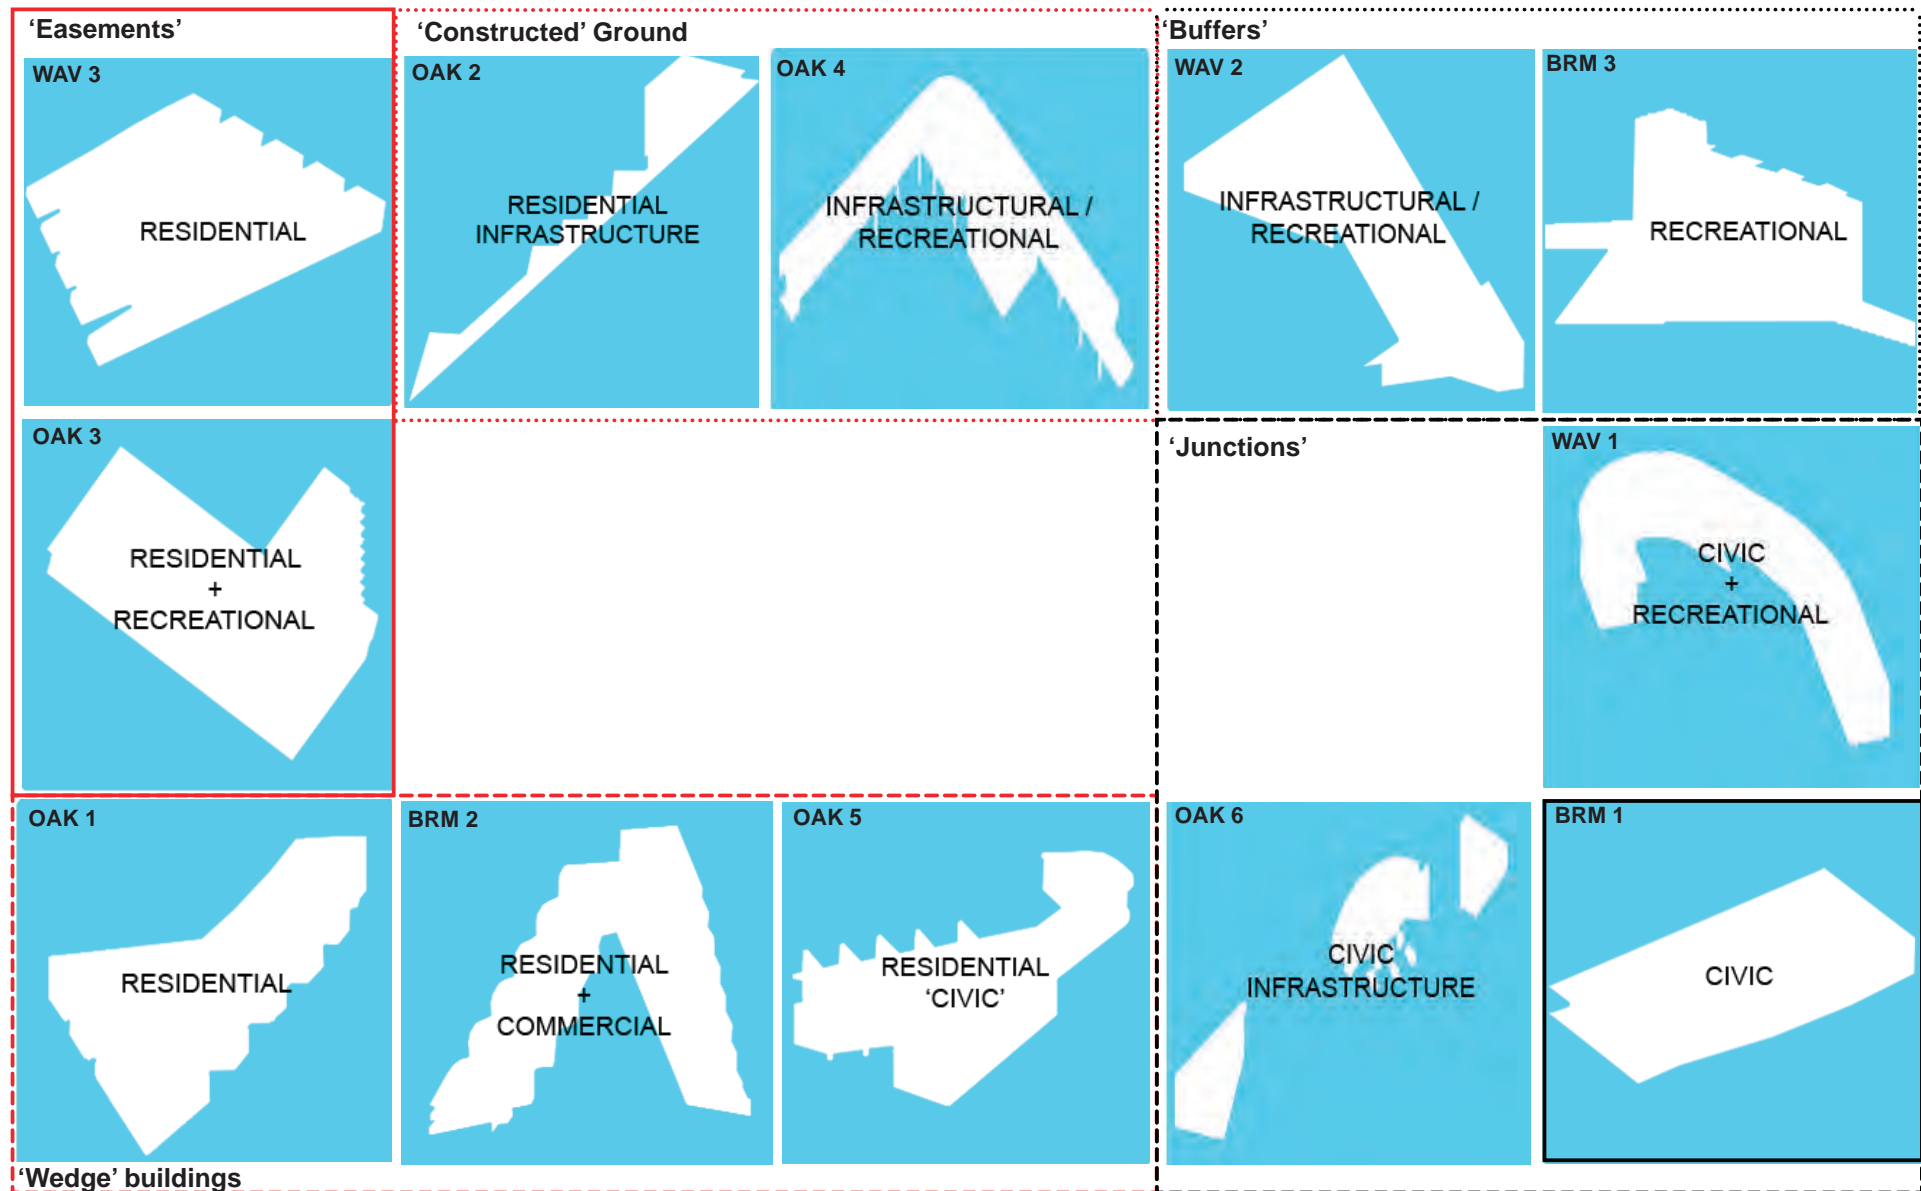 ‘Easements’
WAV 3
RESIDENTIAL
OAK 3
RESIDENTIAL
+
RECREATIONAL
‘Constructed’ Ground
OAK 2
RESIDENTIAL
INFRASTRUCTURE
OAK 4
INFRASTRUCTURAL /
RECREATIONAL
‘Buffers’
WAV 2
INFRASTRUCTURAL /
RECREATIONAL
BRM 3
RECREATIONAL
‘Junctions’
WAV 1
CIVIC
+
RECREATIONAL
OAK 6
CIVIC
INFRASTRUCTURE
BRM 1
CIVIC
OAK 1
RESIDENTIAL
BRM 2
RESIDENTIAL
+
COMMERCIAL
OAK 5
RESIDENTIAL
‘CIVIC’
‘Wedge’ buildings